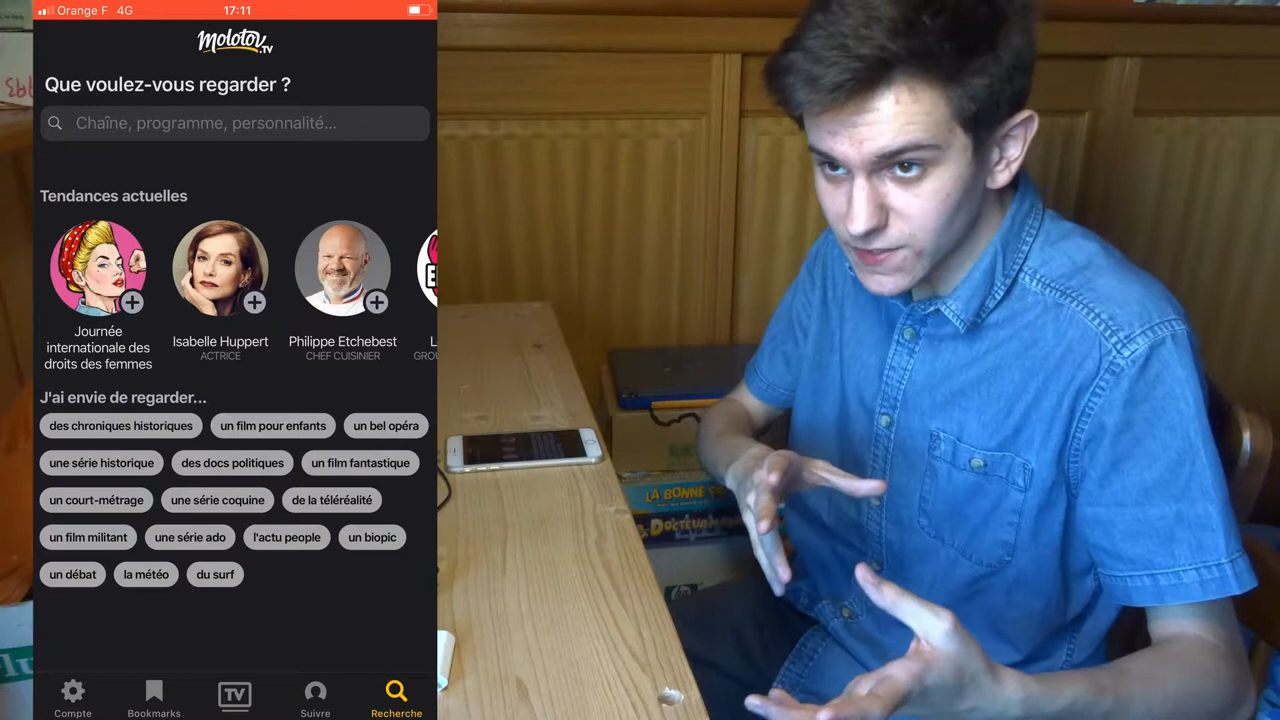 Orange F 4G 17:11
Molotov.TV
Que voulez-vous regarder ?
Chaîne, programme, personnalité...
Tendances actuelles
Journée
internationale des
droits des femmes
Isabelle Huppert
ACTRICE
Philippe Etchebest
CHEF CUISINIER
L
GROU
J'ai envie de regarder...
des chroniques historiques
un film pour enfants
un bel opéra
une série historique
des docs politiques
un film fantastique
un court-métrage
une série coquine
de la téléréalité
un film militant
une série ado
l'actu people
un biopic
un débat
la météo
du surf
Compte
Bookmarks
TV
Suivre
Recherche
LA BONNE
DOCTEUR
hp